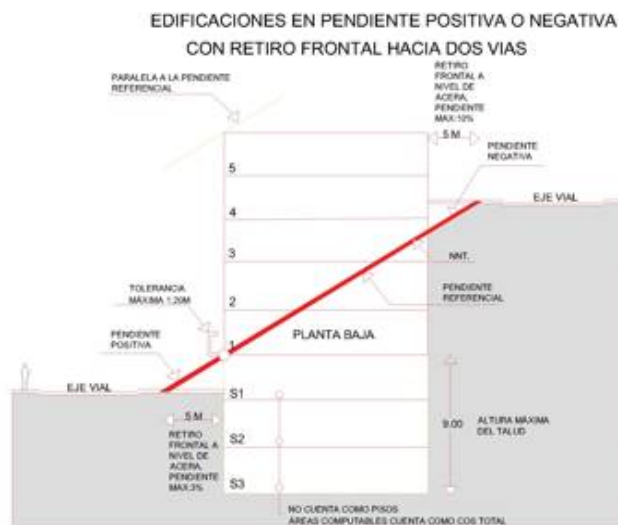 EDIFICACIONES EN PENDIENTE POSITIVA O NEGATIVA
CON RETIRO FRONTAL HACIA DOS VIAS
PARALELA A LA PENDIENTE
REFERENCIAL
RETIRO
FRONTAL A
NIVEL DE
ACERA,
PENDIENTE
MAX:10%
5 M
PENDIENTE
NEGATIVA
EJE VIAL
5
4
3
NNT.
TOLERANCIA
MÁXIMA 1,20M
2
PENDIENTE
REFERENCIAL
PLANTA BAJA
PENDIENTE
POSITIVA
1
EJE VIAL
S1
5 M
9.00
ALTURA MÁXIMA
DEL TALUD
RETIRO
FRONTAL A
NIVEL DE
ACERA,
PENDIENTE
MAX:3%
S2
S3
NO CUENTA COMO PISOS
ÁREAS COMPUTABLES CUENTA COMO COS TOTAL